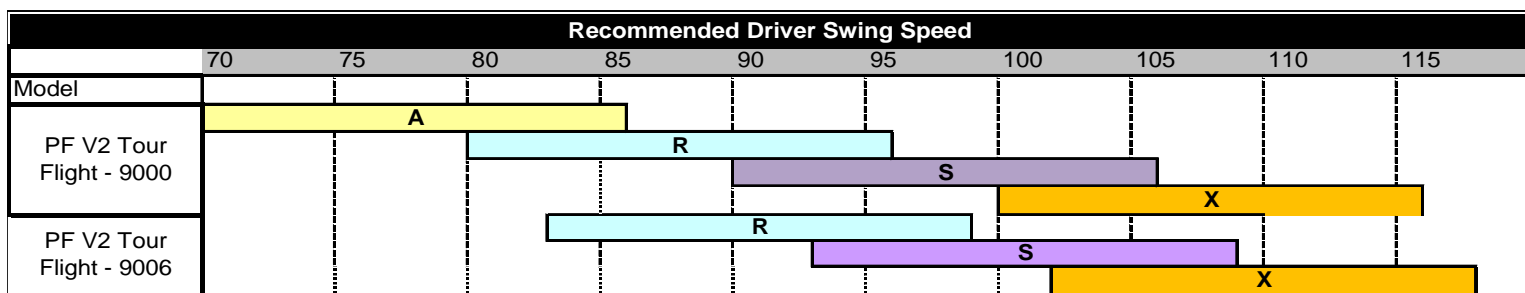 Recommended Driver Swing Speed
70 75 80 85 90 95 100 105 110 115
Model
A
PF V2 Tour
Flight - 9000
R
S
X
PF V2 Tour
Flight - 9006
R
S
X